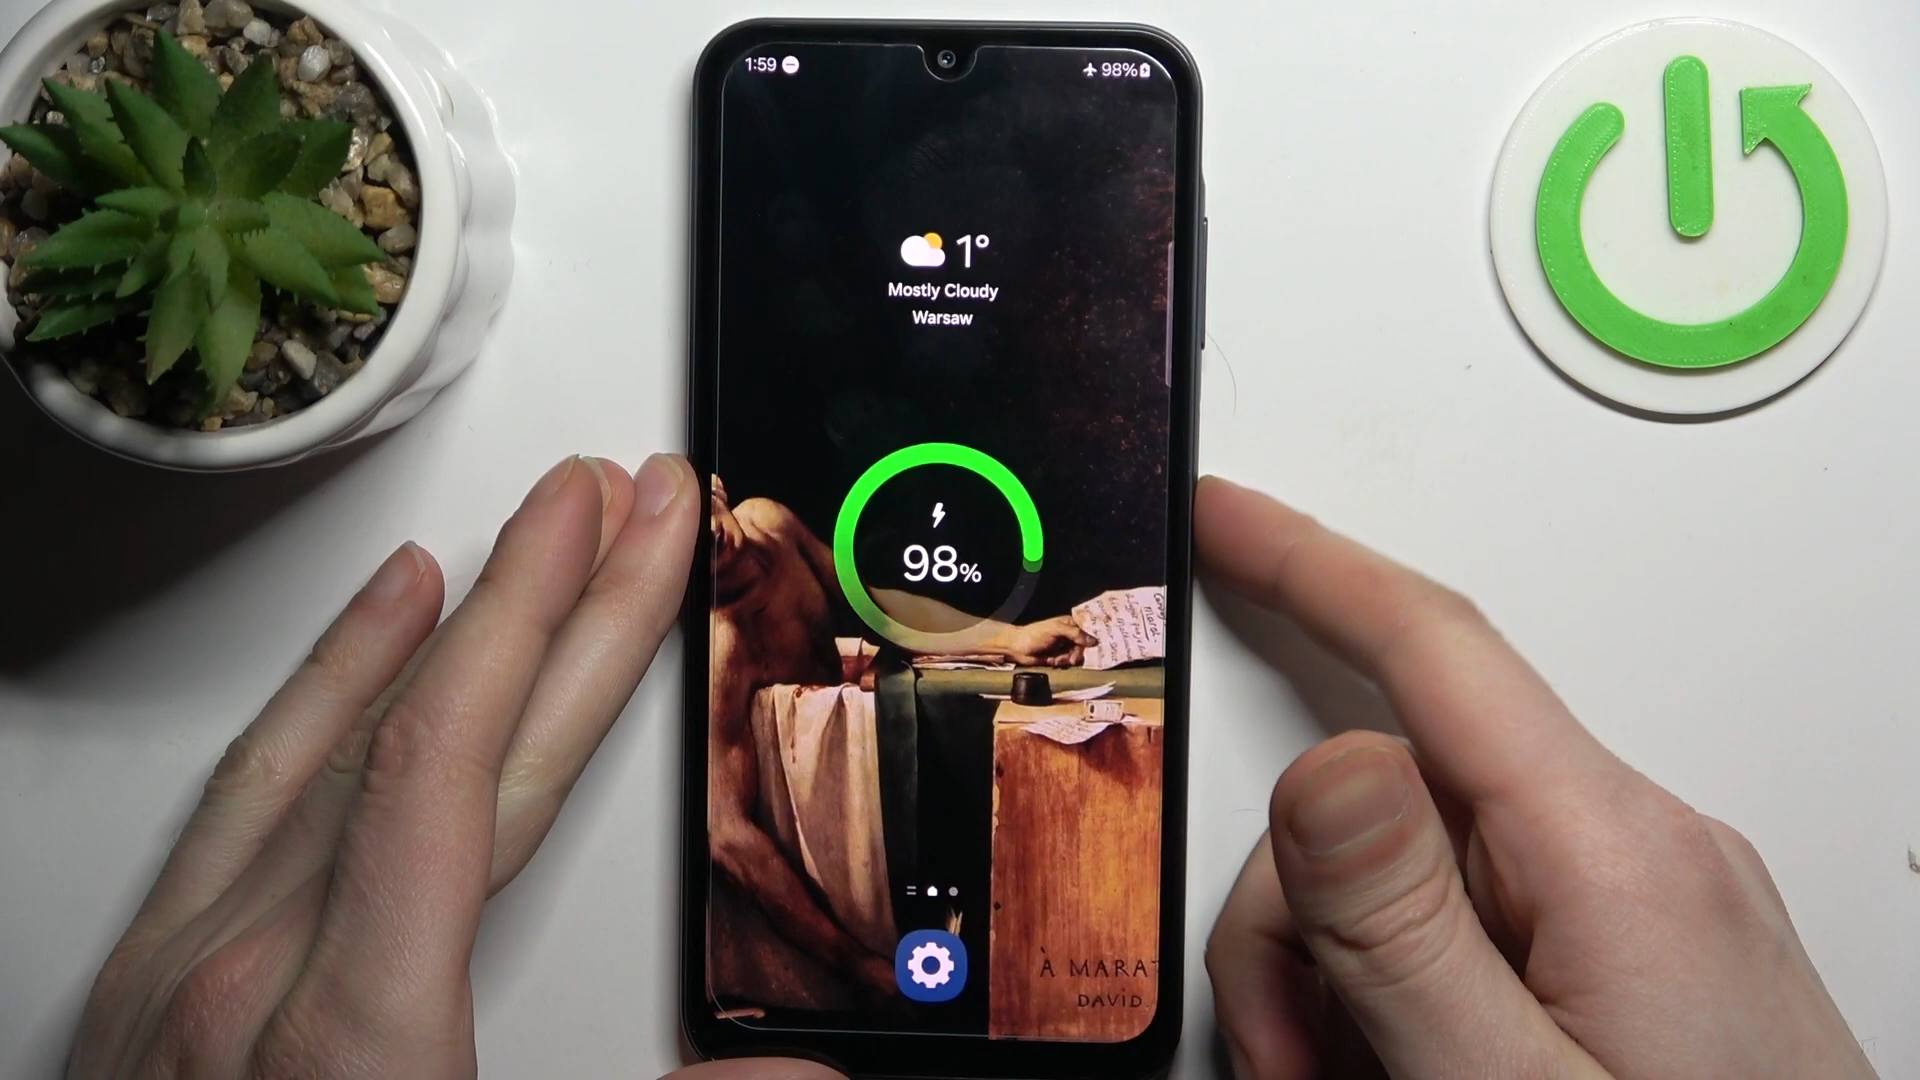 1:59
98%
1°
Mostly Cloudy
Warsaw
98%
À MARAT
DAVID